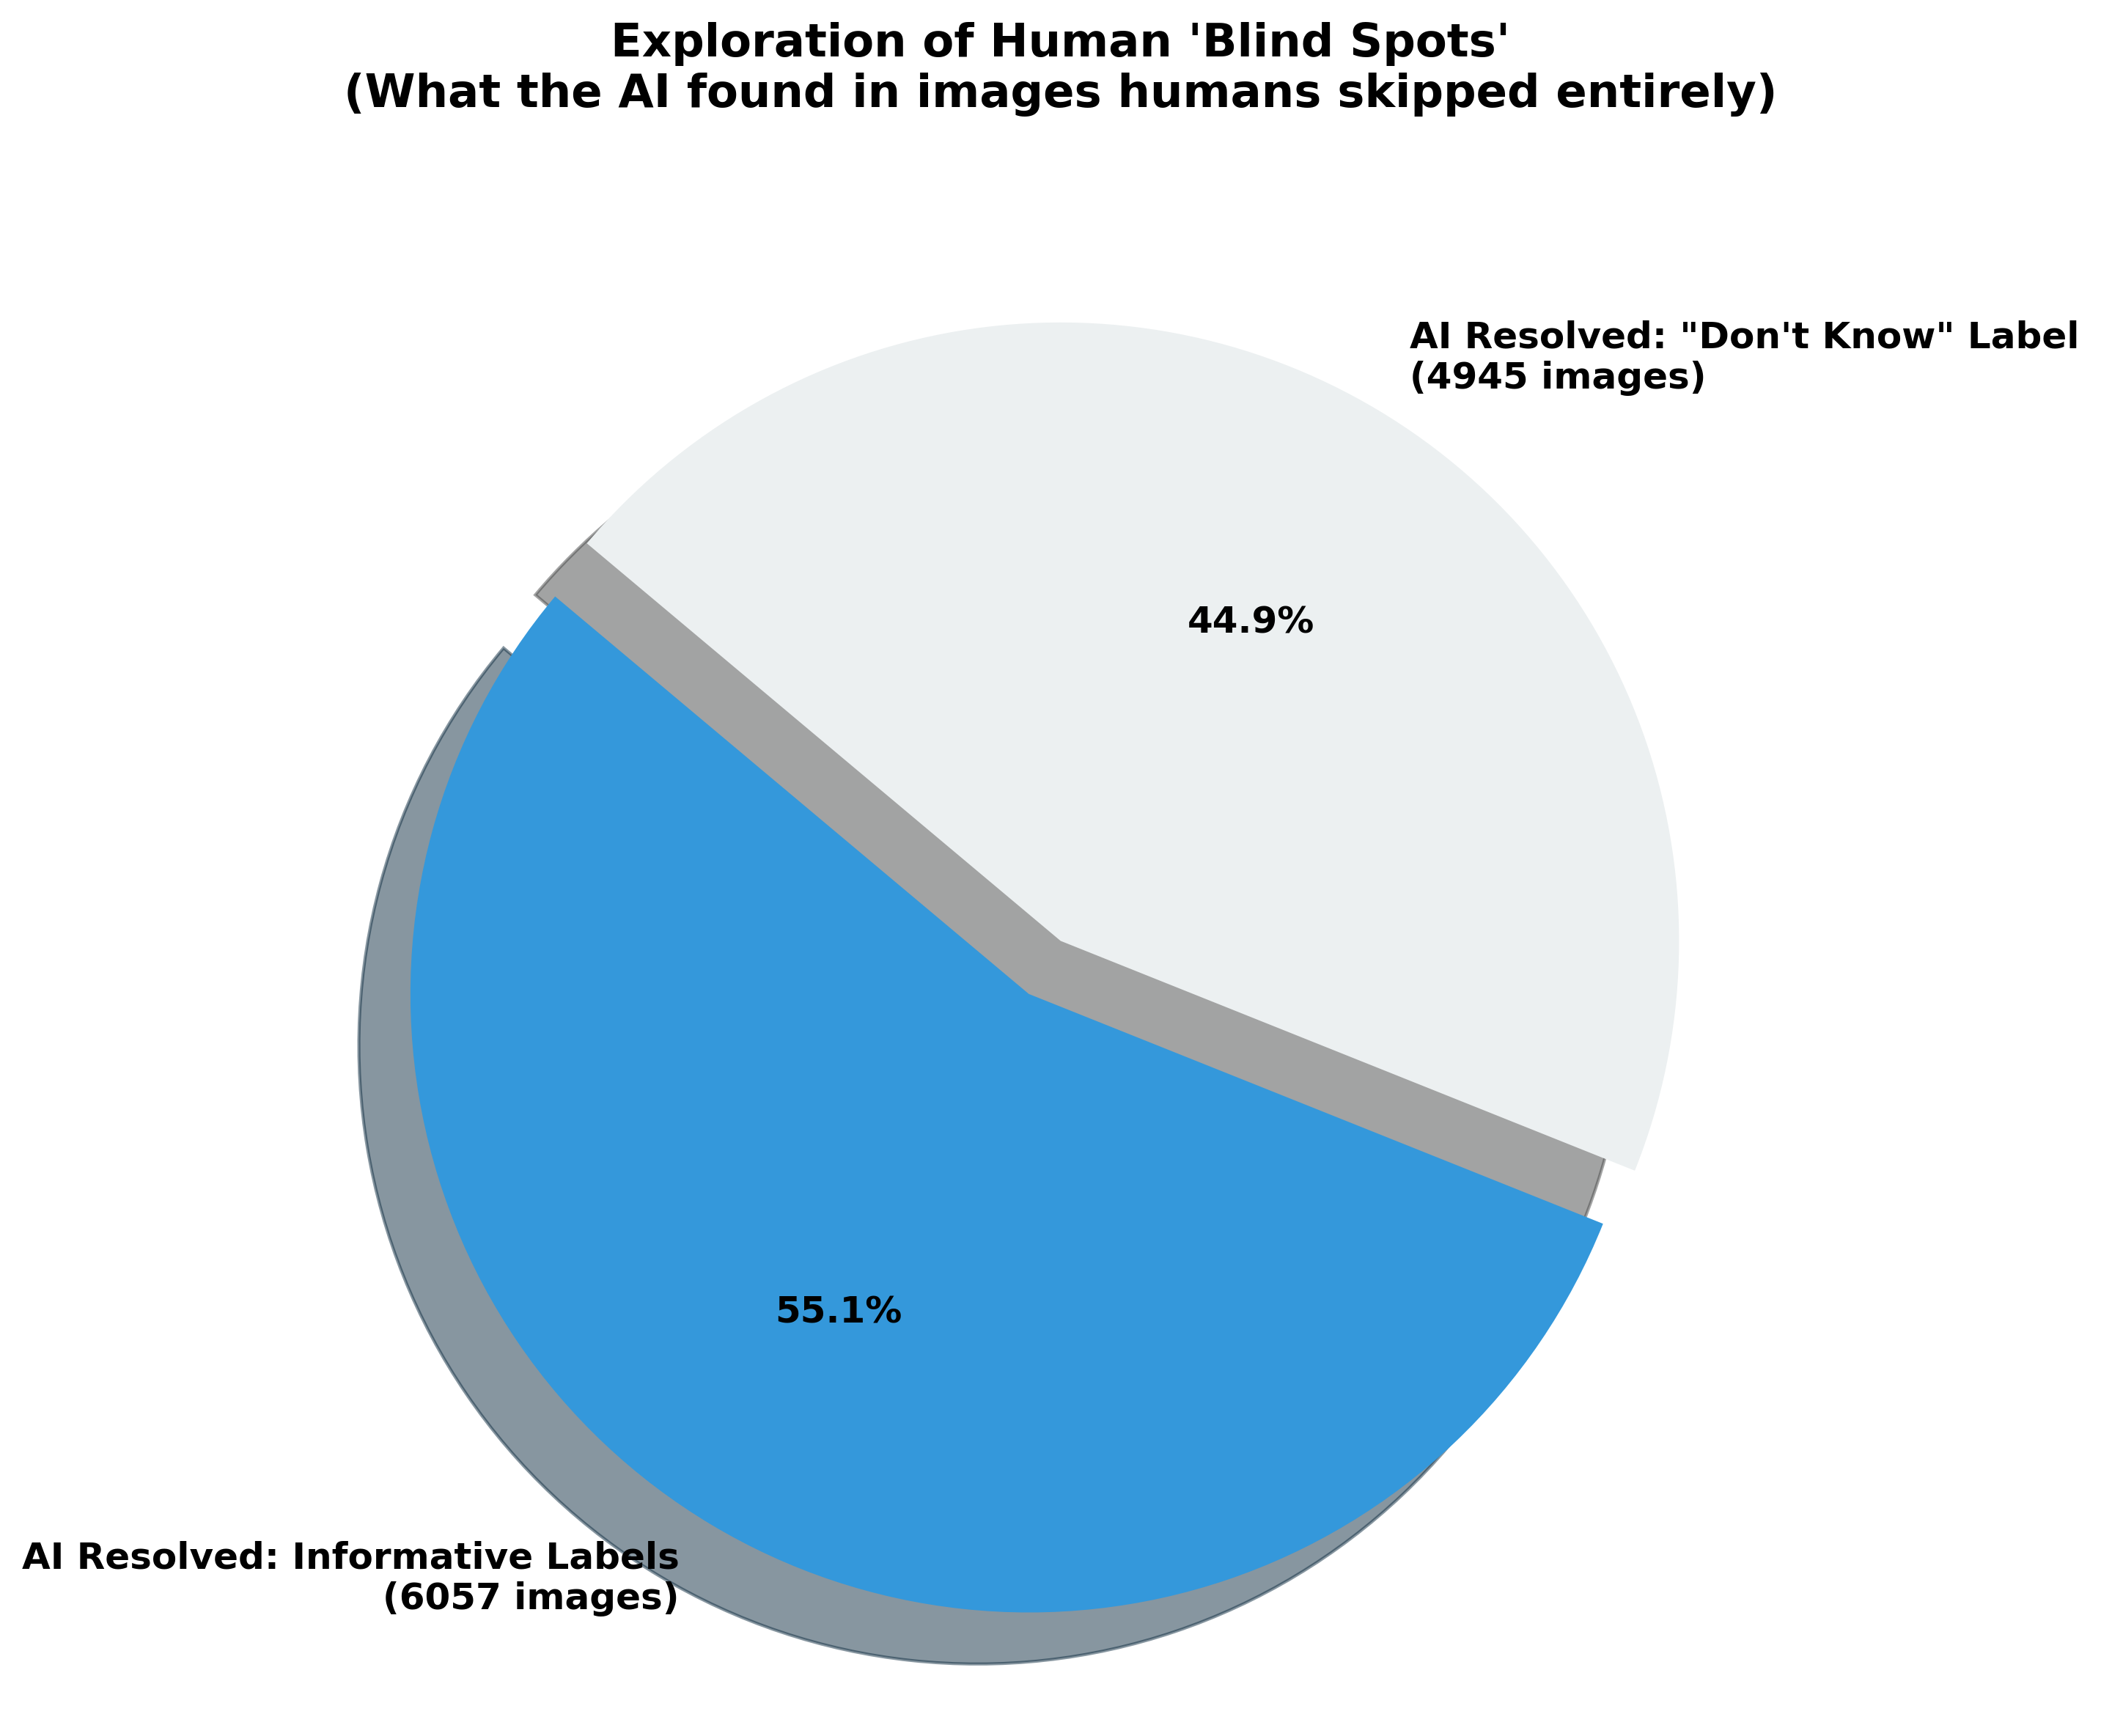 Exploration of Human 'Blind Spots'
(What the AI found in images humans skipped entirely)
AI Resolved: "Don't Know" Label
(4945 images)
44.9%
55.1%
AI Resolved: Informative Labels
(6057 images)